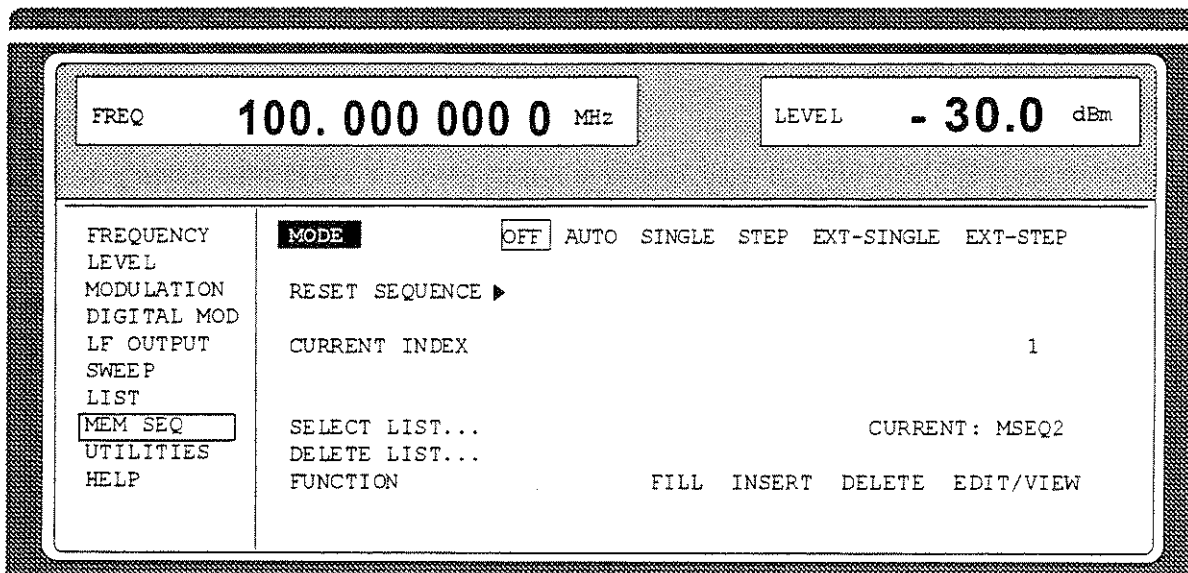 FREQ 100. 000 000 0 MHz LEVEL - 30.0 dBm
FREQUENCY
LEVEL
MODULATION
DIGITAL MOD
LF OUTPUT
SWEEP
LIST
MEM SEQ
UTILITIES
HELP
MODE OFF AUTO SINGLE STEP EXT-SINGLE EXT-STEP
RESET SEQUENCE ▶
CURRENT INDEX 1
SELECT LIST... CURRENT: MSEQ2
DELETE LIST...
FUNCTION FILL INSERT DELETE EDIT/VIEW